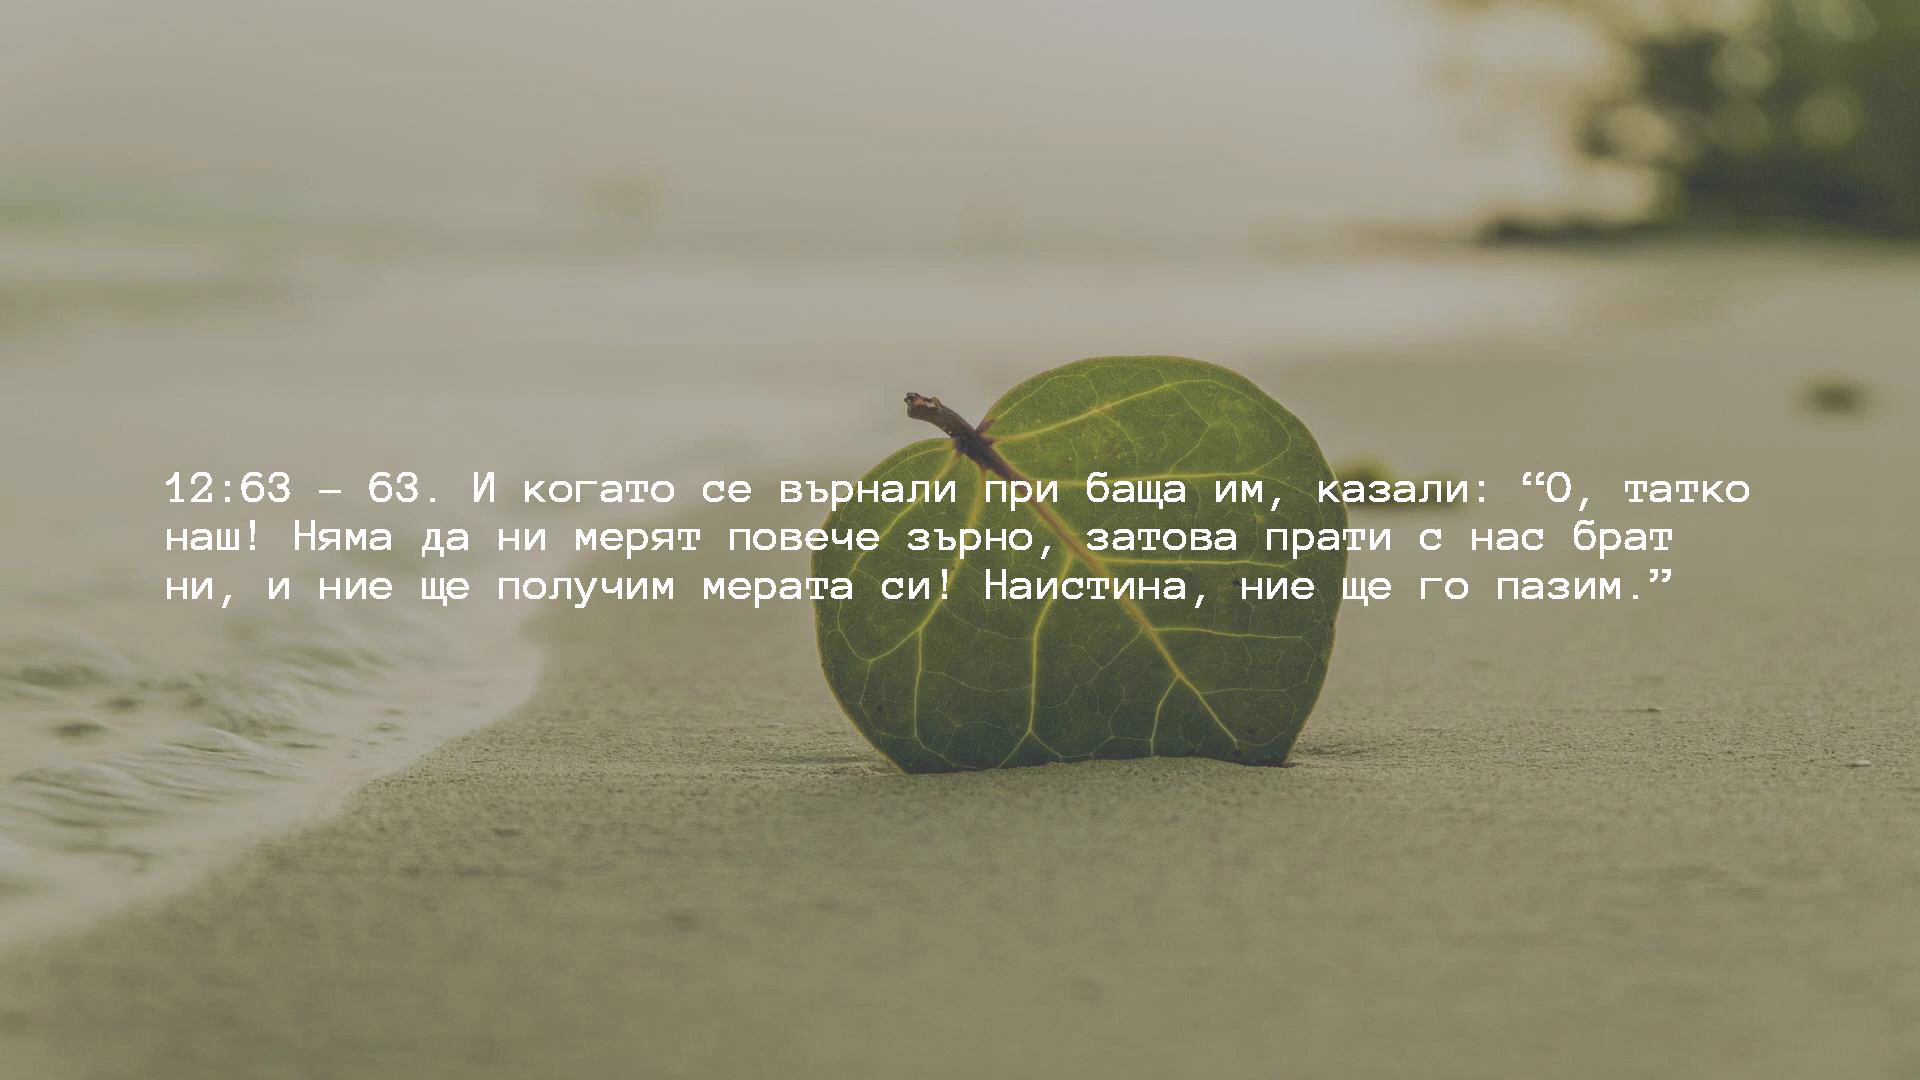 12:63 – 63. И когато се върнали при баща им, казали: “О, татко
наш! Няма да ни мерят повече зърно, затова прати с нас брат
ни, и ние ще получим мерата си! Наистина, ние ще го пазим.”